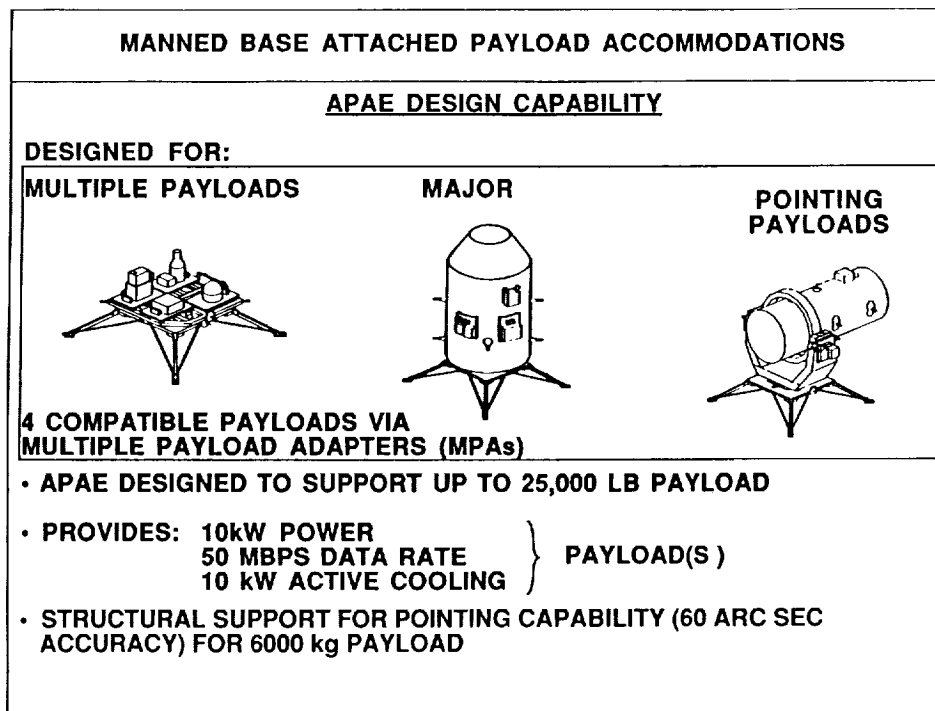 MANNED BASE ATTACHED PAYLOAD ACCOMMODATIONS
APAE DESIGN CAPABILITY
DESIGNED FOR:
MULTIPLE PAYLOADS
MAJOR
POINTING
PAYLOADS
4 COMPATIBLE PAYLOADS VIA
MULTIPLE PAYLOAD ADAPTERS (MPAs)
• APAE DESIGNED TO SUPPORT UP TO 25,000 LB PAYLOAD
• PROVIDES: 10kW POWER
50 MBPS DATA RATE
10 kW ACTIVE COOLING
PAYLOAD(S )
• STRUCTURAL SUPPORT FOR POINTING CAPABILITY (60 ARC SEC
ACCURACY) FOR 6000 kg PAYLOAD